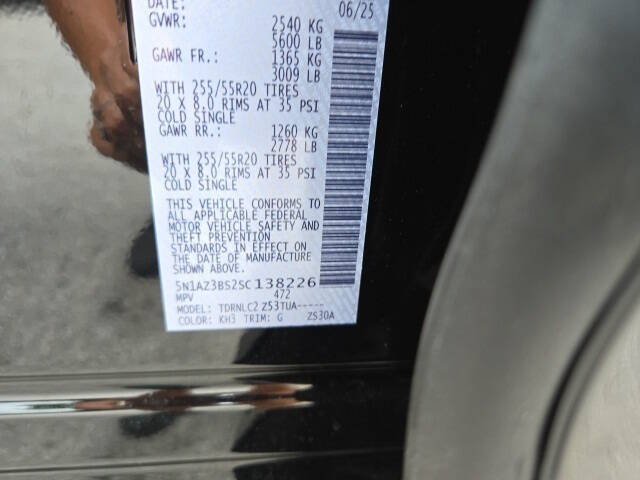 DATE: 06/25
GVWR: 2540 KG
5600 LB
GAWR FR.: 1365 KG
3009 LB
WITH 255/55R20 TIRES
20 X 8.0 RIMS AT 35 PSI
COLD SINGLE
GAWR RR.: 1260 KG
2778 LB
WITH 255/55R20 TIRES
20 X 8.0 RIMS AT 35 PSI
COLD SINGLE
THIS VEHICLE CONFORMS TO
ALL APPLICABLE FEDERAL
MOTOR VEHICLE SAFETY AND
THEFT PREVENTION
STANDARDS IN EFFECT ON
THE DATE OF MANUFACTURE
SHOWN ABOVE.
5N1AZ3BS2SC138226
MPV 472
MODEL: TDRNLC2 Z53TUA-----
COLOR: KH3 TRIM: G ZS30A